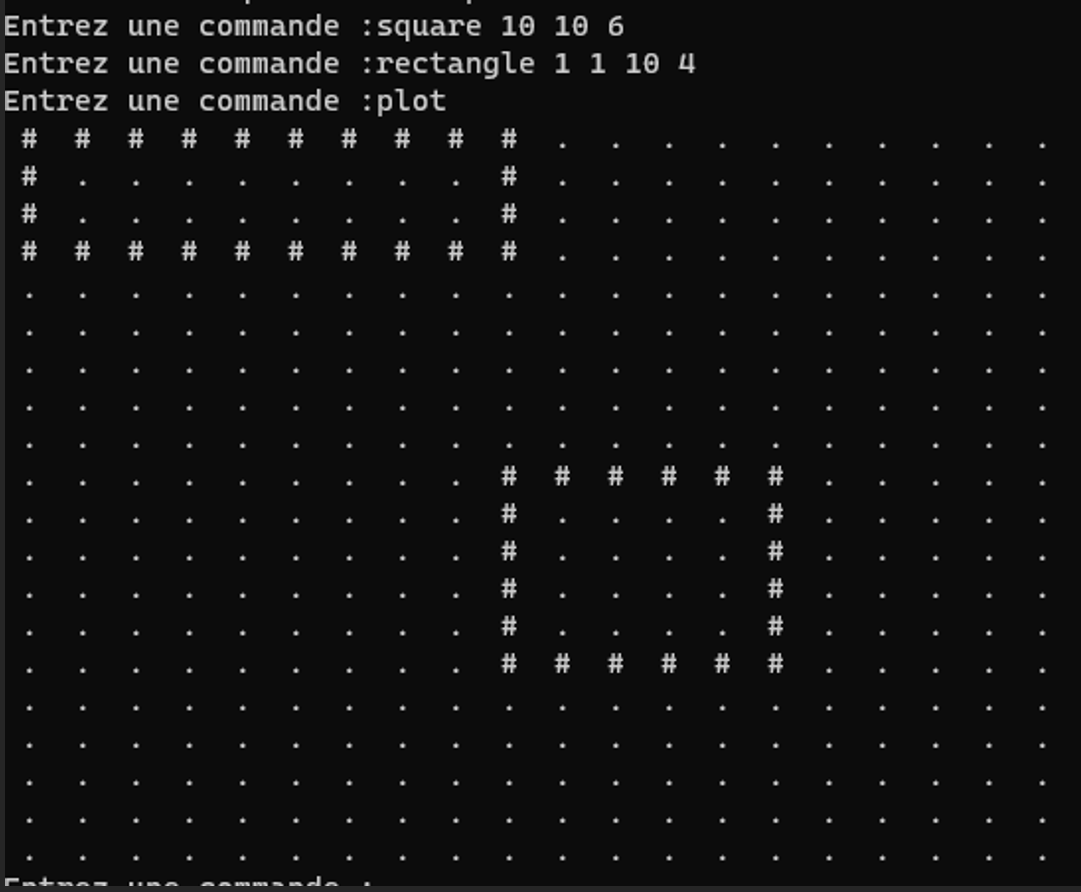 Entrez une commande :square 10 10 6
Entrez une commande :rectangle 1 1 10 4
Entrez une commande :plot
# # # # # # # # # # . . . . . . . . . .
# . . . . . . . . # . . . . . . . . . .
# . . . . . . . . # . . . . . . . . . .
# # # # # # # # # # . . . . . . . . . .
. . . . . . . . . . . . . . . . . . . .
. . . . . . . . . . . . . . . . . . . .
. . . . . . . . . . . . . . . . . . . .
. . . . . . . . . . . . . . . . . . . .
. . . . . . . . . . . . . . . . . . . .
. . . . . . . . . # # # # # # . . . . .
. . . . . . . . . # . . . . # . . . . .
. . . . . . . . . # . . . . # . . . . .
. . . . . . . . . # . . . . # . . . . .
. . . . . . . . . # . . . . # . . . . .
. . . . . . . . . # # # # # # . . . . .
. . . . . . . . . . . . . . . . . . . .
. . . . . . . . . . . . . . . . . . . .
. . . . . . . . . . . . . . . . . . . .
. . . . . . . . . . . . . . . . . . . .
. . . . . . . . . . . . . . . . . . . .
Entrez une commande :